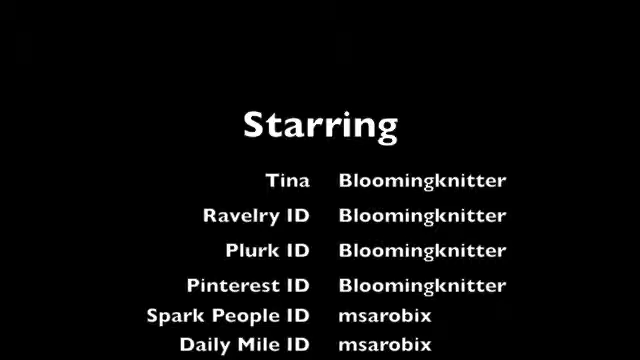 Starring
Tina Bloomingknitter
Ravelry ID Bloomingknitter
Plurk ID Bloomingknitter
Pinterest ID Bloomingknitter
Spark People ID msarobix
Daily Mile ID msarobix